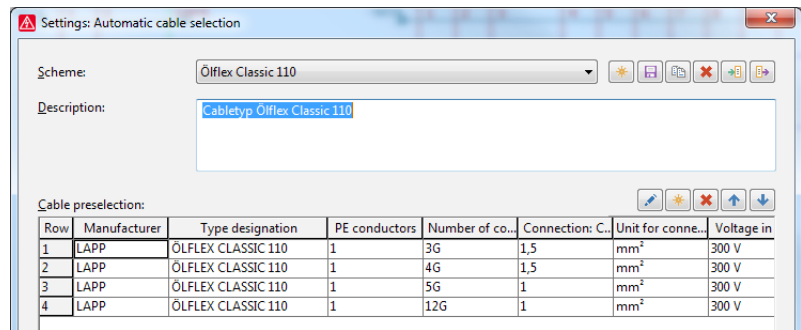 Settings: Automatic cable selection
x
Scheme: Ölflex Classic 110
Description: Cabletyp Ölflex Classic 110
Cable preselection:
Row Manufacturer Type designation PE conductors Number of co... Connection: C... Unit for conne... Voltage in
1 LAPP ÖLFLEX CLASSIC 110 1 3G 1,5 mm² 300 V
2 LAPP ÖLFLEX CLASSIC 110 1 4G 1,5 mm² 300 V
3 LAPP ÖLFLEX CLASSIC 110 1 5G 1 mm² 300 V
4 LAPP ÖLFLEX CLASSIC 110 1 12G 1 mm² 300 V